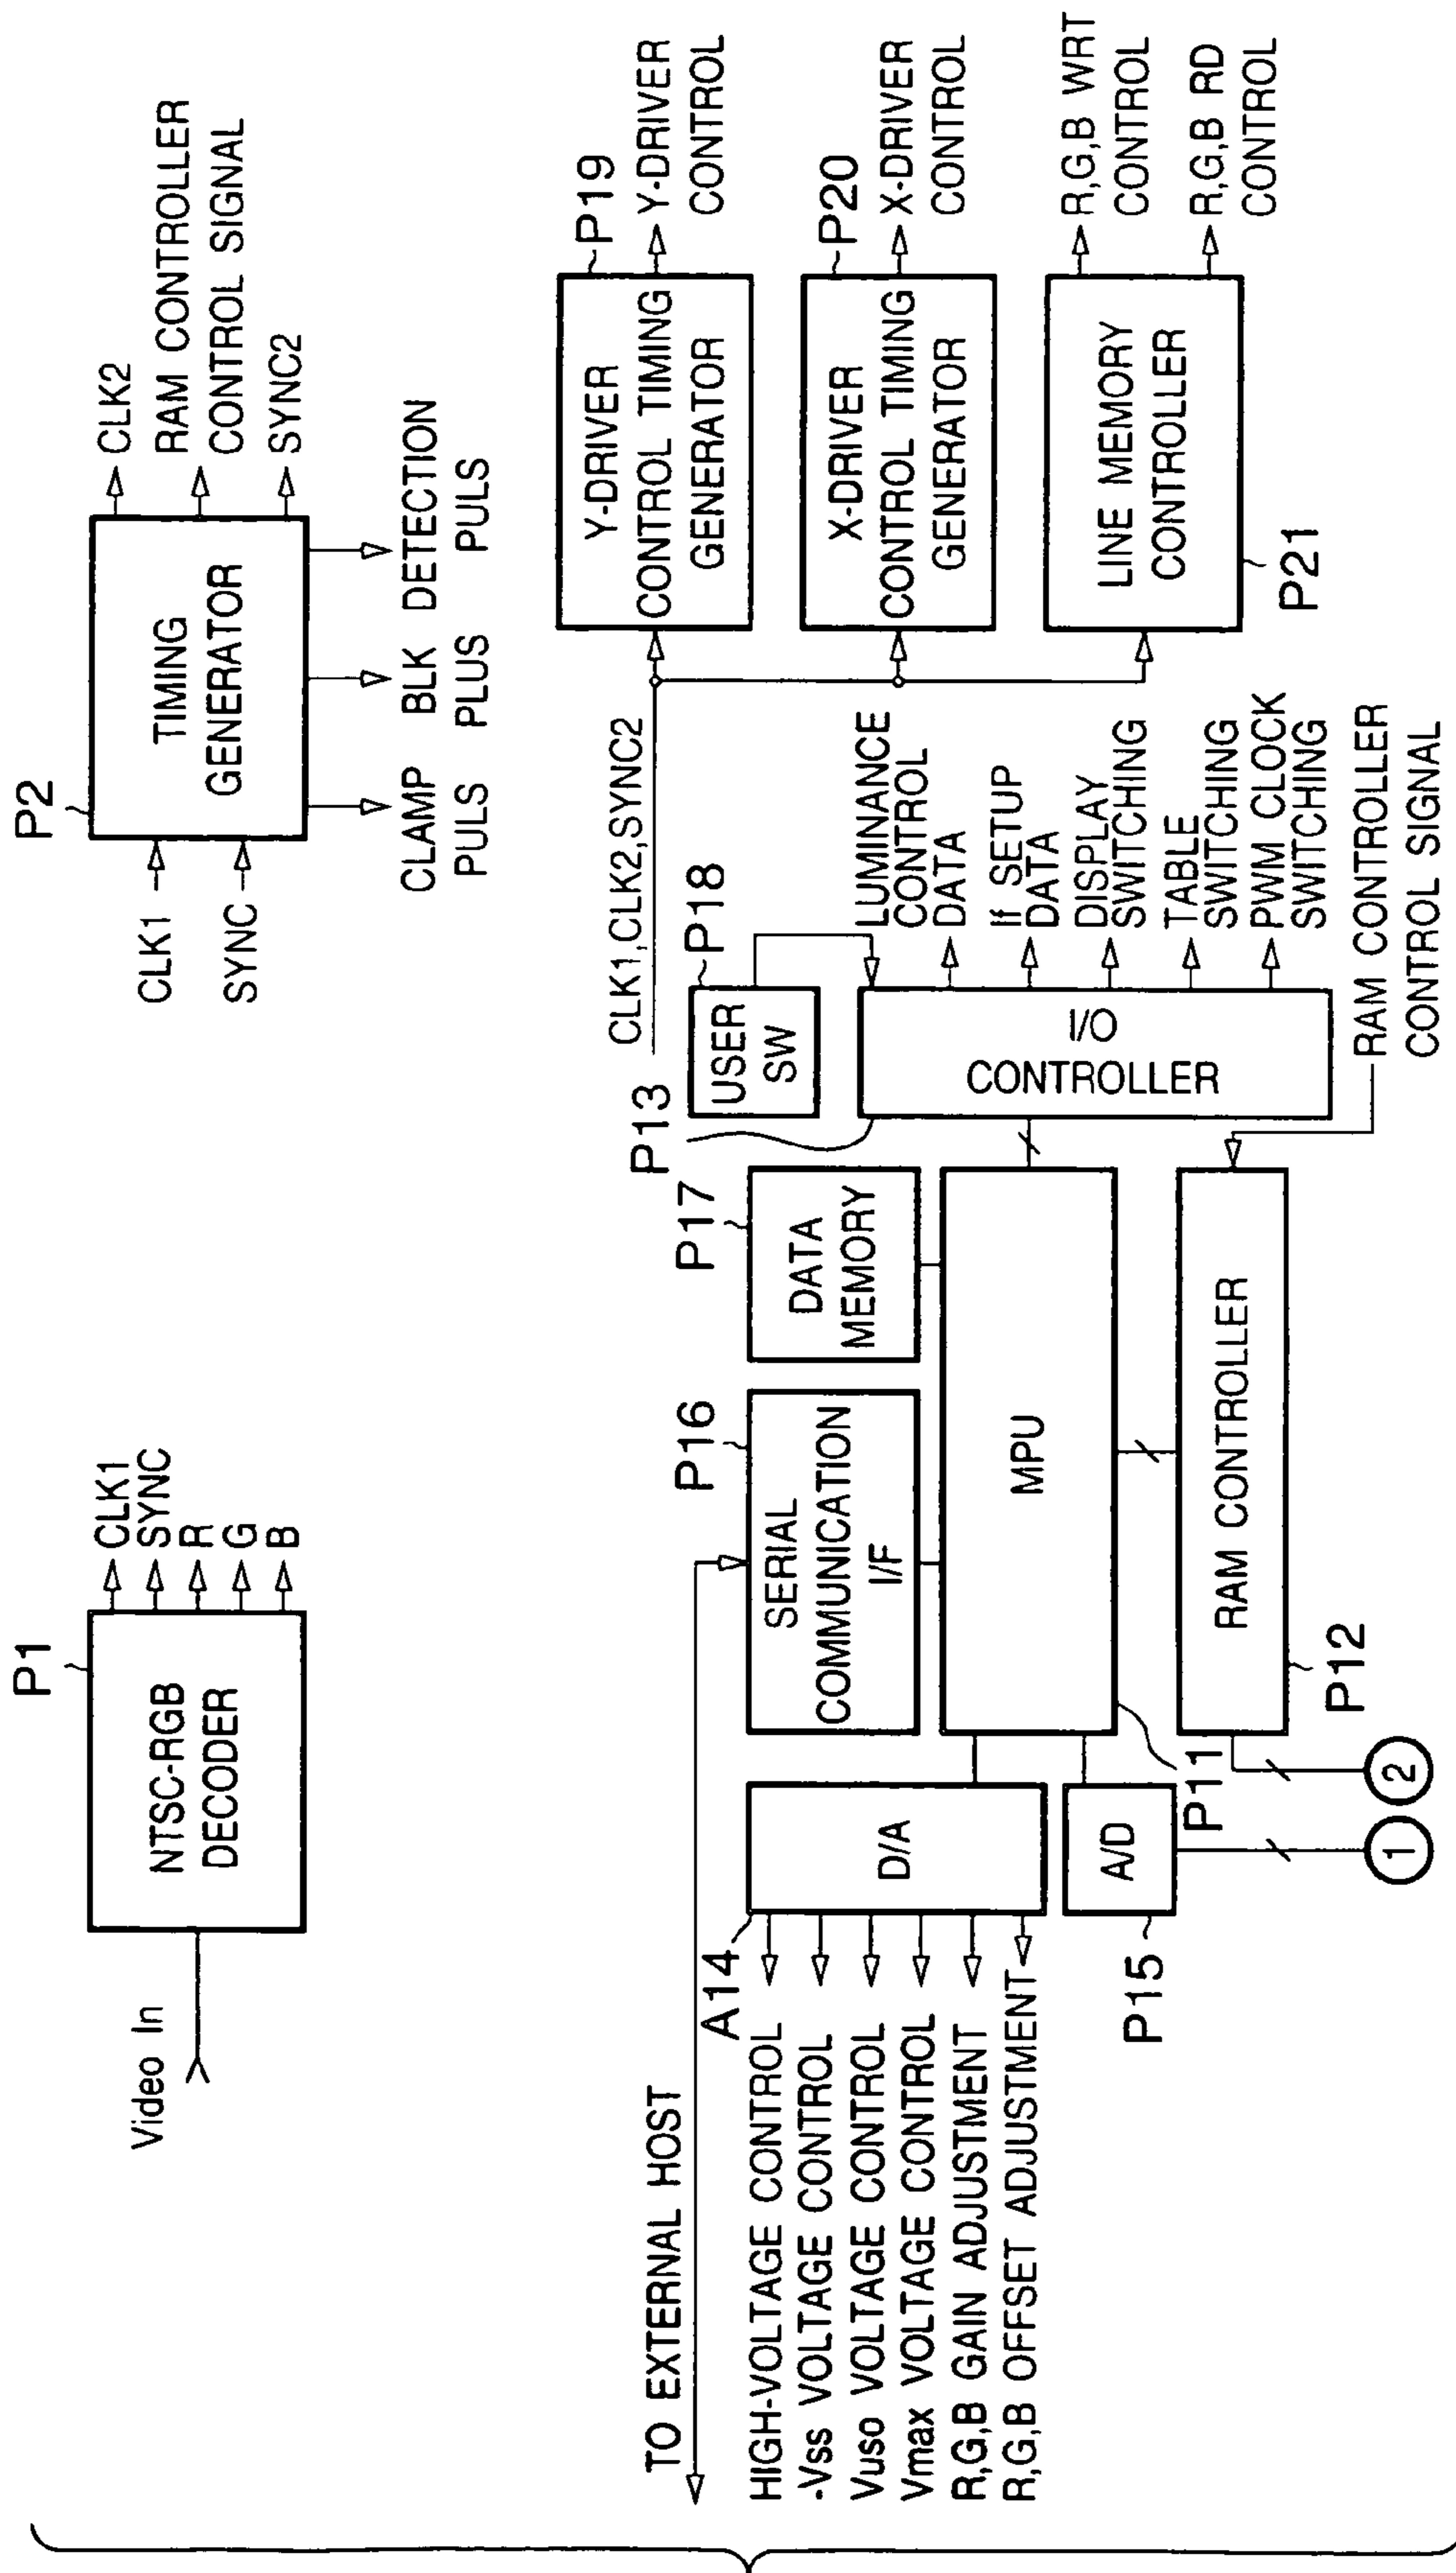 P1
NTSC-RGB
DECODER
Video In
CLK1
SYNC
R
G
B
P2
TIMING
GENERATOR
CLK1
SYNC
CLK2
RAM CONTROLLER
CONTROL SIGNAL
SYNC2
CLAMP
PULS
BLK
PLUS
DETECTION
PULS
TO EXTERNAL HOST
A14
D/A
HIGH-VOLTAGE CONTROL
-Vss VOLTAGE CONTROL
Vuso VOLTAGE CONTROL
Vmax VOLTAGE CONTROL
R,G,B GAIN ADJUSTMENT
R,G,B OFFSET ADJUSTMENT
P15
A/D
1
2
P16
SERIAL
COMMUNICATION
I/F
P17
DATA
MEMORY
MPU
P11
RAM CONTROLLER
P12
P13
P18
USER
SW
I/O
CONTROLLER
LUMINANCE
CONTROL
DATA
If SETUP
DATA
DISPLAY
SWITCHING
TABLE
SWITCHING
PWM CLOCK
SWITCHING
RAM CONTROLLER
CONTROL SIGNAL
CLK1,CLK2,SYNC2
P19
Y-DRIVER
CONTROL TIMING
GENERATOR
Y-DRIVER
CONTROL
P20
X-DRIVER
CONTROL TIMING
GENERATOR
X-DRIVER
CONTROL
LINE MEMORY
CONTROLLER
P21
R,G,B WRT
CONTROL
R,G,B RD
CONTROL